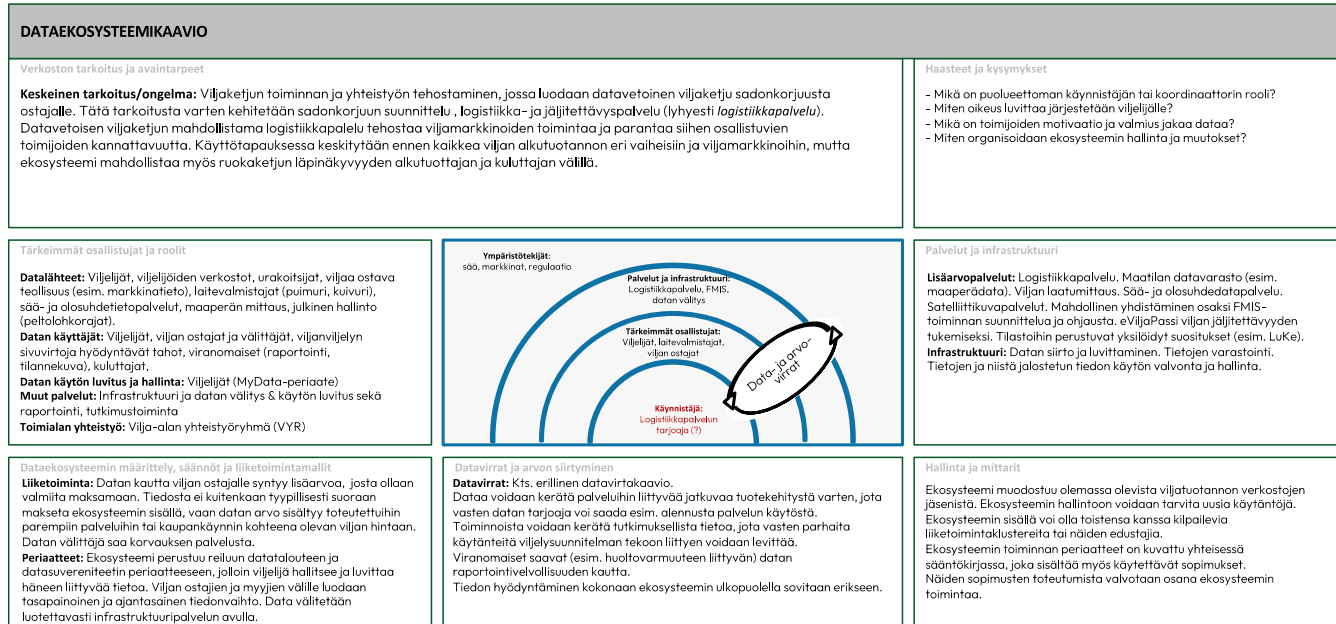 DATAEKOSYSTEEMIKAAVIO
Verkoston tarkoitus ja avaintarpeet
Keskeinen tarkoitus/ongelma: Viljaketjun toiminnan ja yhteistyön tehostaminen, jossa luodaan datavetoinen viljaketju sadonkorjuusta
ostajalle. Tätä tarkoitusta varten kehitetään sadonkorjuun suunnittelu , logistiikka- ja jäljitettävyspalvelu (lyhyesti logistiikkapalvelu).
Datavetoisen viljaketjun mahdollistama logistiikkapalelu tehostaa viljamarkkinoiden toimintaa ja parantaa siihen osallistuvien
toimijoiden kannattavuutta. Käyttötapauksessa keskitytään ennen kaikkea viljan alkutuotannon eri vaiheisiin ja viljamarkkinoihin, mutta
ekosysteemi mahdollistaa myös ruokaketjun läpinäkyvyyden alkutuottajan ja kuluttajan välillä.
Haasteet ja kysymykset
- Mikä on puolueettoman käynnistäjän tai koordinaattorin rooli?
- Miten oikeus luvittaa järjestetään viljelijälle?
- Mikä on toimijoiden motivaatio ja valmius jakaa dataa?
- Miten organisoidaan ekosysteemin hallinta ja muutokset?
Tärkeimmät osallistujat ja roolit
Datalähteet: Viljelijät, viljelijöiden verkostot, urakoitsijat, viljaa ostava
teollisuus (esim. markkinatieto), laitevalmistajat (puimuri, kuivuri),
sää- ja olosuhdetietopalvelut, maaperän mittaus, julkinen hallinto
(peltolohkorajat).
Datan käyttäjät: Viljelijät, viljan ostajat ja välittäjät, viljanviljelyn
sivuvirtoja hyödyntävät tahot, viranomaiset (raportointi,
tilannekuva), kuluttajat,
Datan käytön luvitus ja hallinta: Viljelijät (MyData-periaate)
Muut palvelut: Infrastruktuuri ja datan välitys & käytön luvitus sekä
raportointi, tutkimustoiminta
Toimialan yhteistyö: Vilja-alan yhteistyöryhmä (VYR)
Ympäristötekijät:
sää, markkinat, regulaatio
Palvelut ja infrastruktuuri:
Logistiikkapalvelu, FMIS,
datan välitys
Tärkeimmät osallistujat:
Viljelijät, laitevalmistajat,
viljan ostajat
Data- ja arvo-
virrat
Käynnistäjä:
Logistiikkapalvelun
tarjoaja (?)
Palvelut ja infrastruktuuri
Lisäarvopalvelut: Logistiikkapalvelu. Maatilan datavarasto (esim.
maaperädata). Viljan laatumittaus. Sää- ja olosuhdedatapalvelu.
Satelliittikuvapalvelut. Mahdollinen yhdistäminen osaksi FMIS-
toiminnan suunnittelua ja ohjausta. eViljaPassi viljan jäljitettävyyden
tukemiseksi. Tilastoihin perustuvat yksilöidyt suositukset (esim. LuKe).
Infrastruktuuri: Datan siirto ja luvittaminen. Tietojen varastointi.
Tietojen ja niistä jalostetun tiedon käytön valvonta ja hallinta.
Dataekosysteemin määrittely, säännöt ja liiketoimintamallit
Liiketoiminta: Datan kautta viljan ostajalle syntyy lisäarvoa, josta ollaan
valmiita maksamaan. Tiedosta ei kuitenkaan tyypillisesti suoraan
makseta ekosysteemin sisällä, vaan datan arvo sisältyy toteutettuihin
parempiin palveluihin tai kaupankäynnin kohteena olevan viljan hintaan.
Datan välittäjä saa korvauksen palvelusta.
Periaatteet: Ekosysteemi perustuu reiluun datatalouteen ja
datasuvereniteetin periaatteeseen, jolloin viljelijä hallitsee ja luvittaa
häneen liittyvää tietoa. Viljan ostajien ja myyjien välille luodaan
tasapainoinen ja ajantasainen tiedonvaihto. Data välitetään
luotettavasti infrastruktuuripalvelun avulla.
Datavirrat ja arvon siirtyminen
Datavirrat: Kts. erillinen datavirtakaavio.
Dataa voidaan kerätä palveluihin liittyvää jatkuvaa tuotekehitystä varten, jota
vasten datan tarjoaja voi saada esim. alennusta palvelun käytöstä.
Toiminnoista voidaan kerätä tutkimuksellista tietoa, jota vasten parhaita
käytänteitä viljelysuunnitelman tekoon liittyen voidaan levittää.
Viranomaiset saavat (esim. huoltovarmuuteen liittyvän) datan
raportointivelvollisuuden kautta.
Tiedon hyödyntäminen kokonaan ekosysteemin ulkopuolella sovitaan erikseen.
Hallinta ja mittarit
Ekosysteemi muodostuu olemassa olevista viljatuotannon verkostojen
jäsenistä. Ekosysteemin hallintoon voidaan tarvita uusia käytäntöjä.
Ekosysteemin sisällä voi olla toistensa kanssa kilpailevia
liiketoimintaklustereita tai näiden edustajia.
Ekosysteemin toiminnan periaatteet on kuvattu yhteisessä
sääntökirjassa, joka sisältää myös käytettävät sopimukset.
Näiden sopimusten toteutumista valvotaan osana ekosysteemin
toimintaa.